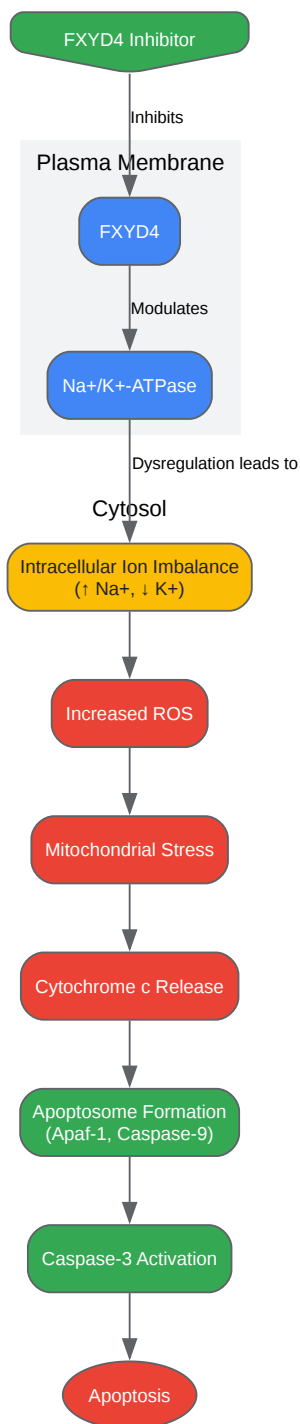 FXYD4 Inhibitor
Inhibits
Plasma Membrane
FXYD4
Modulates
Na+/K+-ATPase
Dysregulation leads to
Cytosol
Intracellular Ion Imbalance
(↑ Na+, ↓ K+)
Increased ROS
Mitochondrial Stress
Cytochrome c Release
Apoptosome Formation
(Apaf-1, Caspase-9)
Caspase-3 Activation
Apoptosis